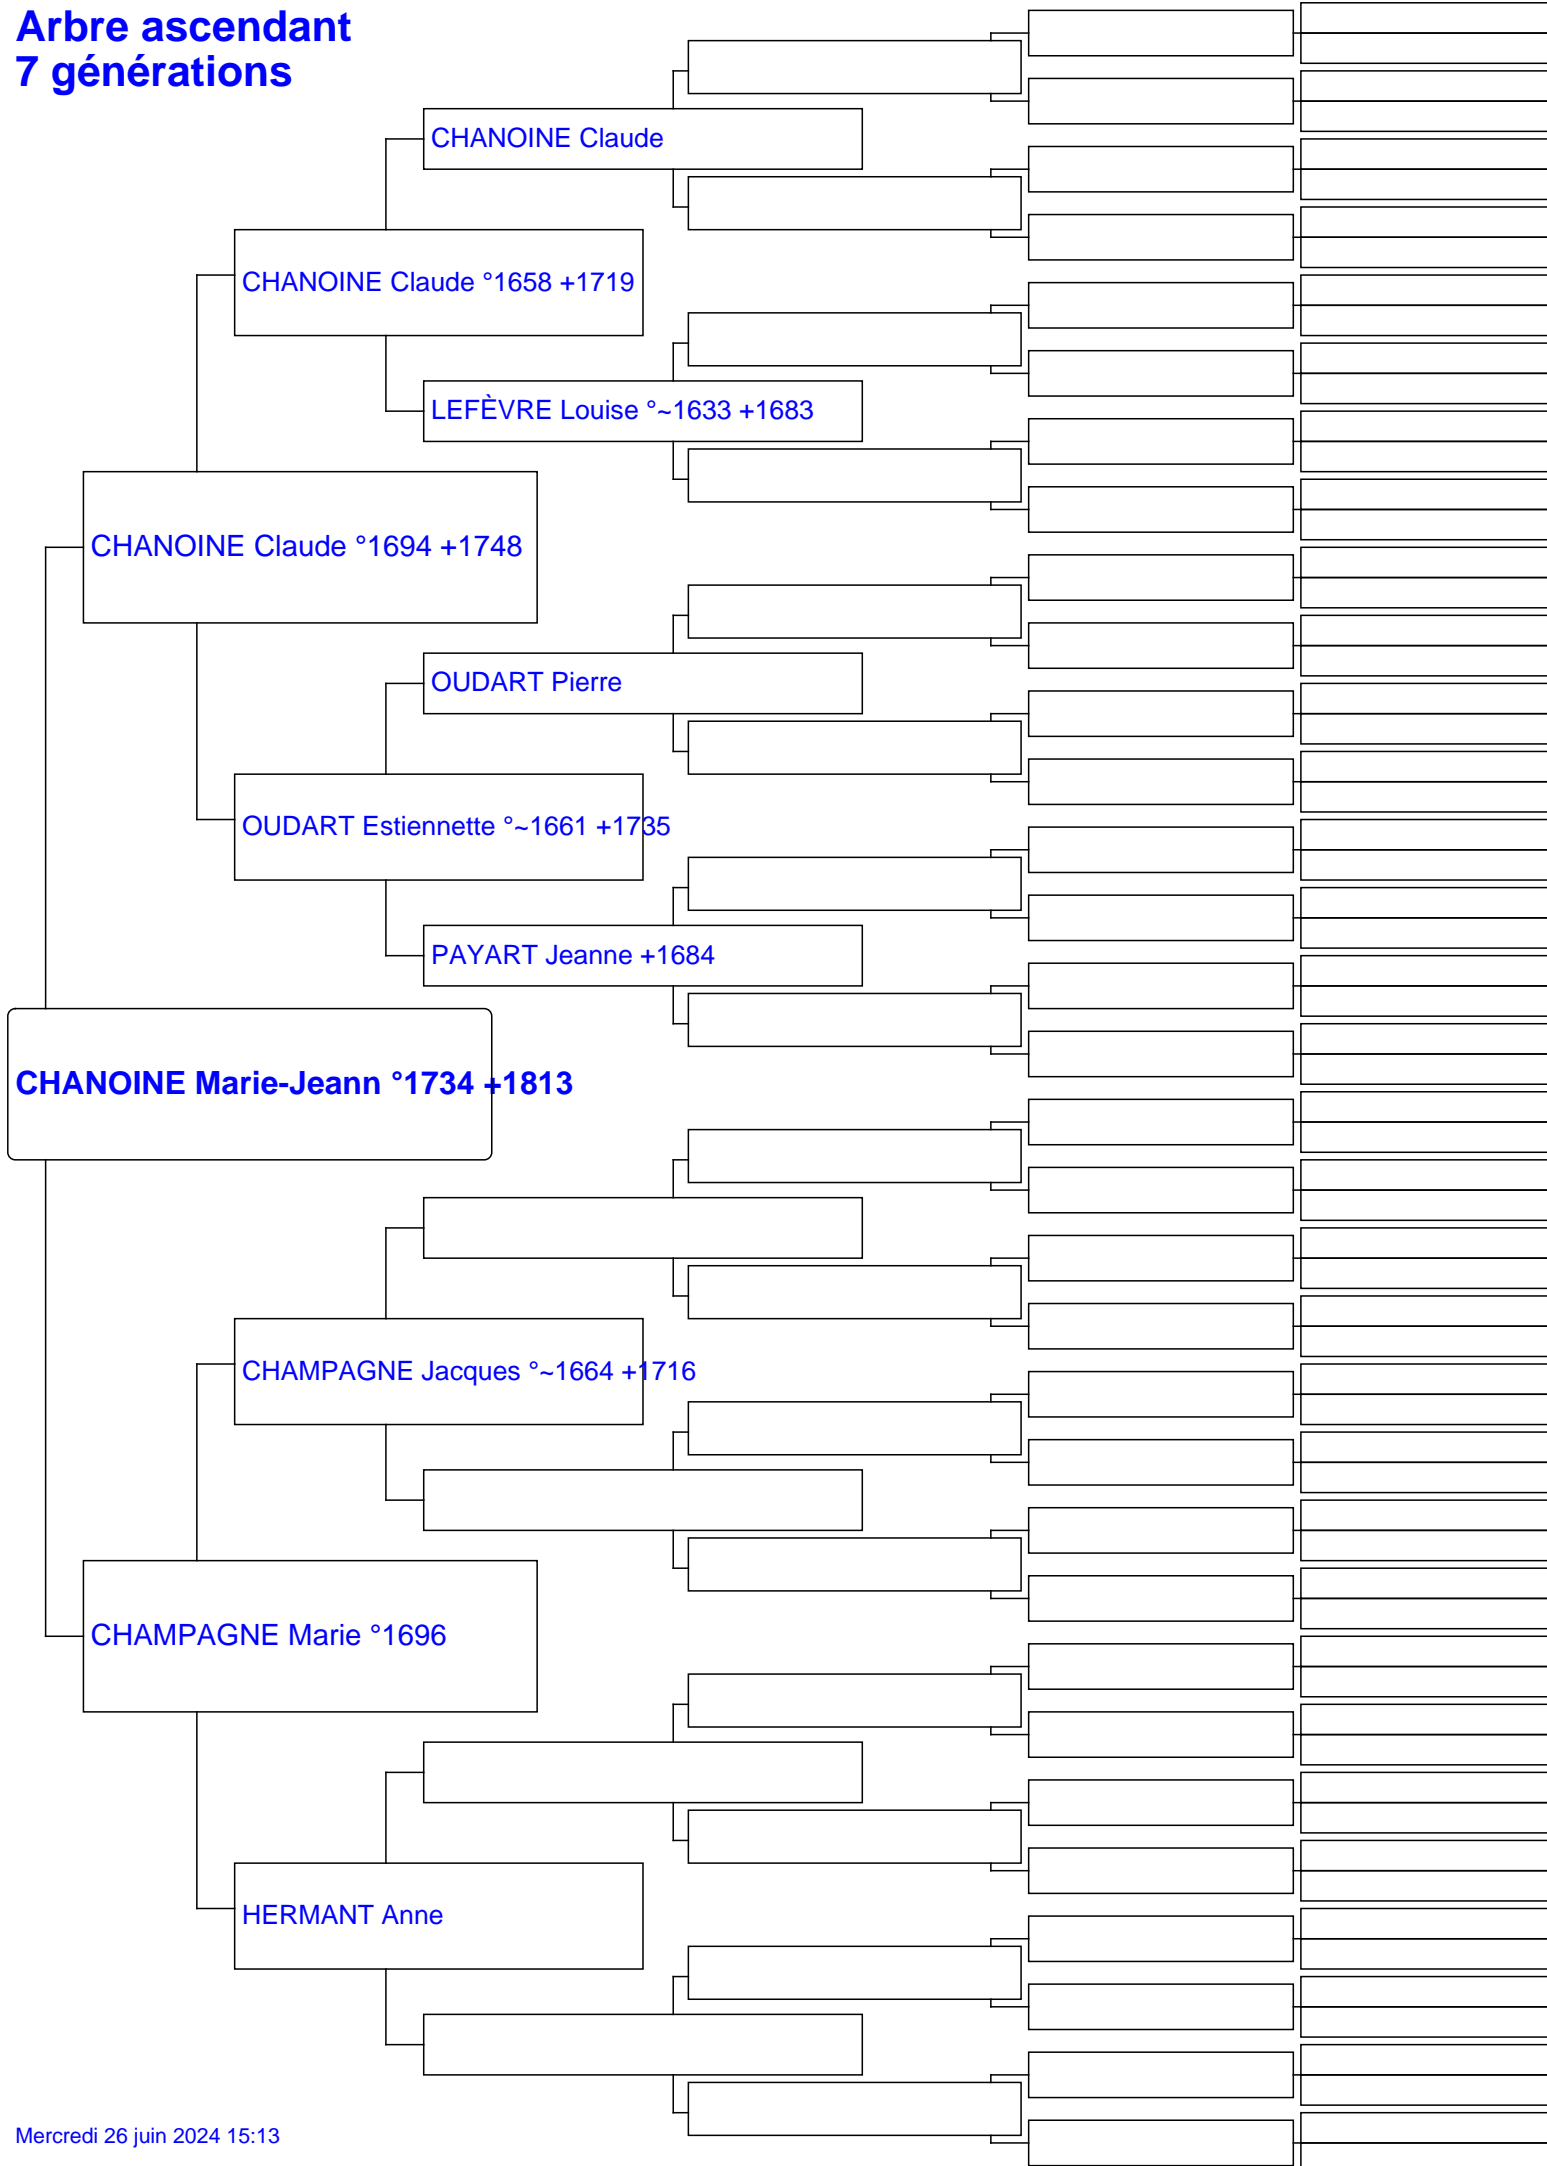 Arbre ascendant
7 générations
CHANOINE Claude
CHANOINE Claude °1658 +1719
LEFÈVRE Louise °~1633 +1683
CHANOINE Claude °1694 +1748
OUDART Pierre
OUDART Estiennette °~1661 +1735
PAYART Jeanne +1684
CHANOINE Marie-Jeann °1734 +1813
CHAMPAGNE Jacques °~1664 +1716
CHAMPAGNE Marie °1696
HERMANT Anne
Mercredi 26 juin 2024 15:13